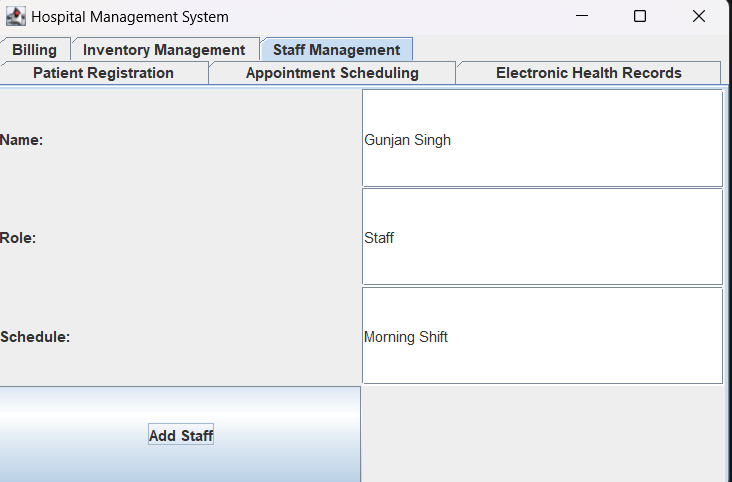 Hospital Management System
Billing Inventory Management Staff Management
Patient Registration Appointment Scheduling Electronic Health Records
Name: Gunjan Singh
Role: Staff
Schedule: Morning Shift
Add Staff